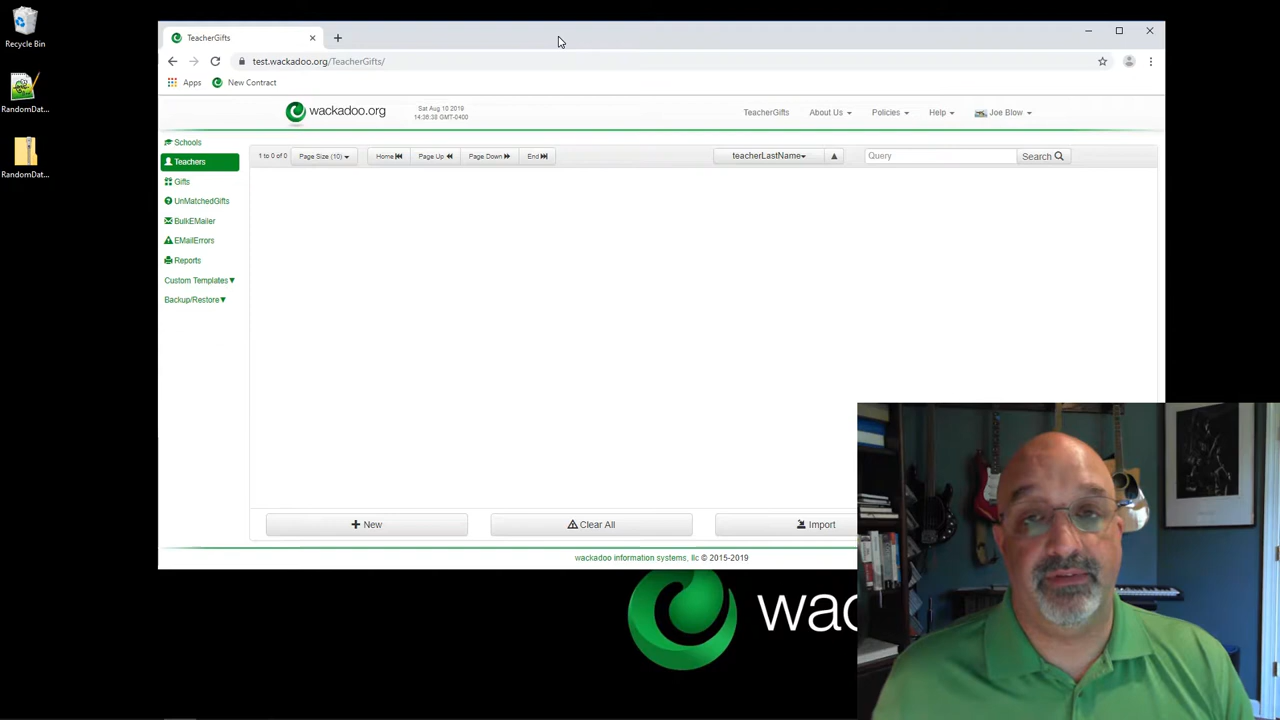 Recycle Bin
RandomDat...
RandomDat...
TeacherGifts
test.wackadoo.org/TeacherGifts/
Apps
New Contract
wackadoo.org
Sat Aug 10 2019
14:36:38 GMT-0400
TeacherGifts
About Us
Policies
Help
Joe Blow
Schools
Teachers
Gifts
UnMatchedGifts
BulkEMailer
EMailErrors
Reports
Custom Templates▼
Backup/Restore▼
1 to 0 of 0
Page Size (10)
Home
Page Up
Page Down
End
teacherLastName
Query
Search
New
Clear All
Import
wackadoo information systems, llc © 2015-2019
wac